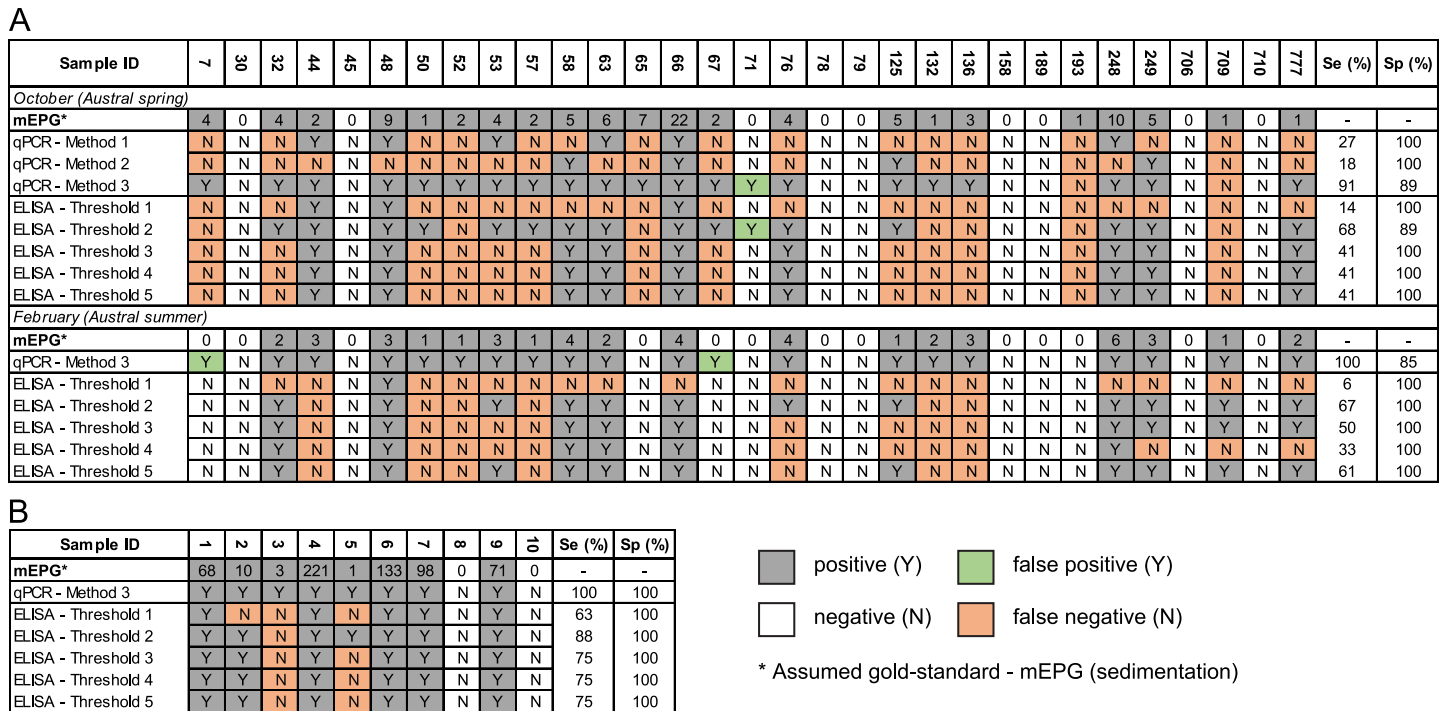 A
Sample ID 7 30 32 44 45 48 50 52 53 57 58 63 65 66 67 71 76 78 79 125 132 136 158 189 193 248 249 706 709 710 777 Se (%) Sp (%)
October (Austral spring)
mEPG* 4 0 4 2 0 9 1 2 4 2 5 6 7 22 2 0 4 0 0 5 1 3 0 0 1 10 5 0 1 0 1 - -
qPCR - Method 1 N N N Y N Y N N Y N N Y N Y N N N N N N N N N N N Y N N N N N 27 100
qPCR - Method 2 N N N N N N N N N N Y N N Y N N N N N Y N N N N N N Y N N N N 18 100
qPCR - Method 3 Y N Y Y N Y Y Y Y Y Y Y Y Y Y Y Y N N Y Y Y N N N Y Y N N N Y 91 89
ELISA - Threshold 1 N N N Y N Y N N N N N N N Y N N N N N N N N N N N N N N N N N 14 100
ELISA - Threshold 2 N N Y Y N Y Y N Y Y Y Y N Y Y Y Y N N Y N N N N N Y Y N N N Y 68 89
ELISA - Threshold 3 N N N Y N Y N N N N Y Y N Y N N Y N N N N N N N N Y Y N N N Y 41 100
ELISA - Threshold 4 N N N Y N Y N N N N Y Y N Y N N Y N N N N N N N N Y Y N N N Y 41 100
ELISA - Threshold 5 N N N Y N Y N N N N Y Y N Y N N Y N N N N N N N N Y Y N N N Y 41 100
February (Austral summer)
mEPG* 0 0 2 3 0 3 1 1 3 1 4 2 0 4 0 0 4 0 0 1 2 3 0 0 0 6 3 0 1 0 2 - -
qPCR - Method 3 Y N Y Y N Y Y Y Y Y Y Y N Y Y N Y N N Y Y Y N N N Y Y N Y N Y 100 85
ELISA - Threshold 1 N N N N N Y N N N N N N N N N N N N N N N N N N N N N N N N N 6 100
ELISA - Threshold 2 N N Y N N Y N N Y N Y Y N Y N N Y N N Y N N N N N Y Y N Y N Y 67 100
ELISA - Threshold 3 N N Y N N Y N N N N Y Y N Y N N N N N N N N N N N Y Y N Y N Y 50 100
ELISA - Threshold 4 N N Y N N Y N N N N Y Y N Y N N N N N N N N N N N Y N N N N N 33 100
ELISA - Threshold 5 N N Y N N Y N N Y N Y Y N Y N N N N N Y N N N N N Y Y N Y N Y 61 100
B
Sample ID 1 2 3 4 5 6 7 8 9 10 Se (%) Sp (%)
mEPG* 68 10 3 221 1 133 98 0 71 0 - -
qPCR - Method 3 Y Y Y Y Y Y Y N Y N 100 100
ELISA - Threshold 1 Y N N Y N Y Y N Y N 63 100
ELISA - Threshold 2 Y Y N Y Y Y Y N Y N 88 100
ELISA - Threshold 3 Y Y N Y N Y Y N Y N 75 100
ELISA - Threshold 4 Y Y N Y N Y Y N Y N 75 100
ELISA - Threshold 5 Y Y N Y N Y Y N Y N 75 100
positive (Y) false positive (Y)
negative (N) false negative (N)
* Assumed gold-standard - mEPG (sedimentation)